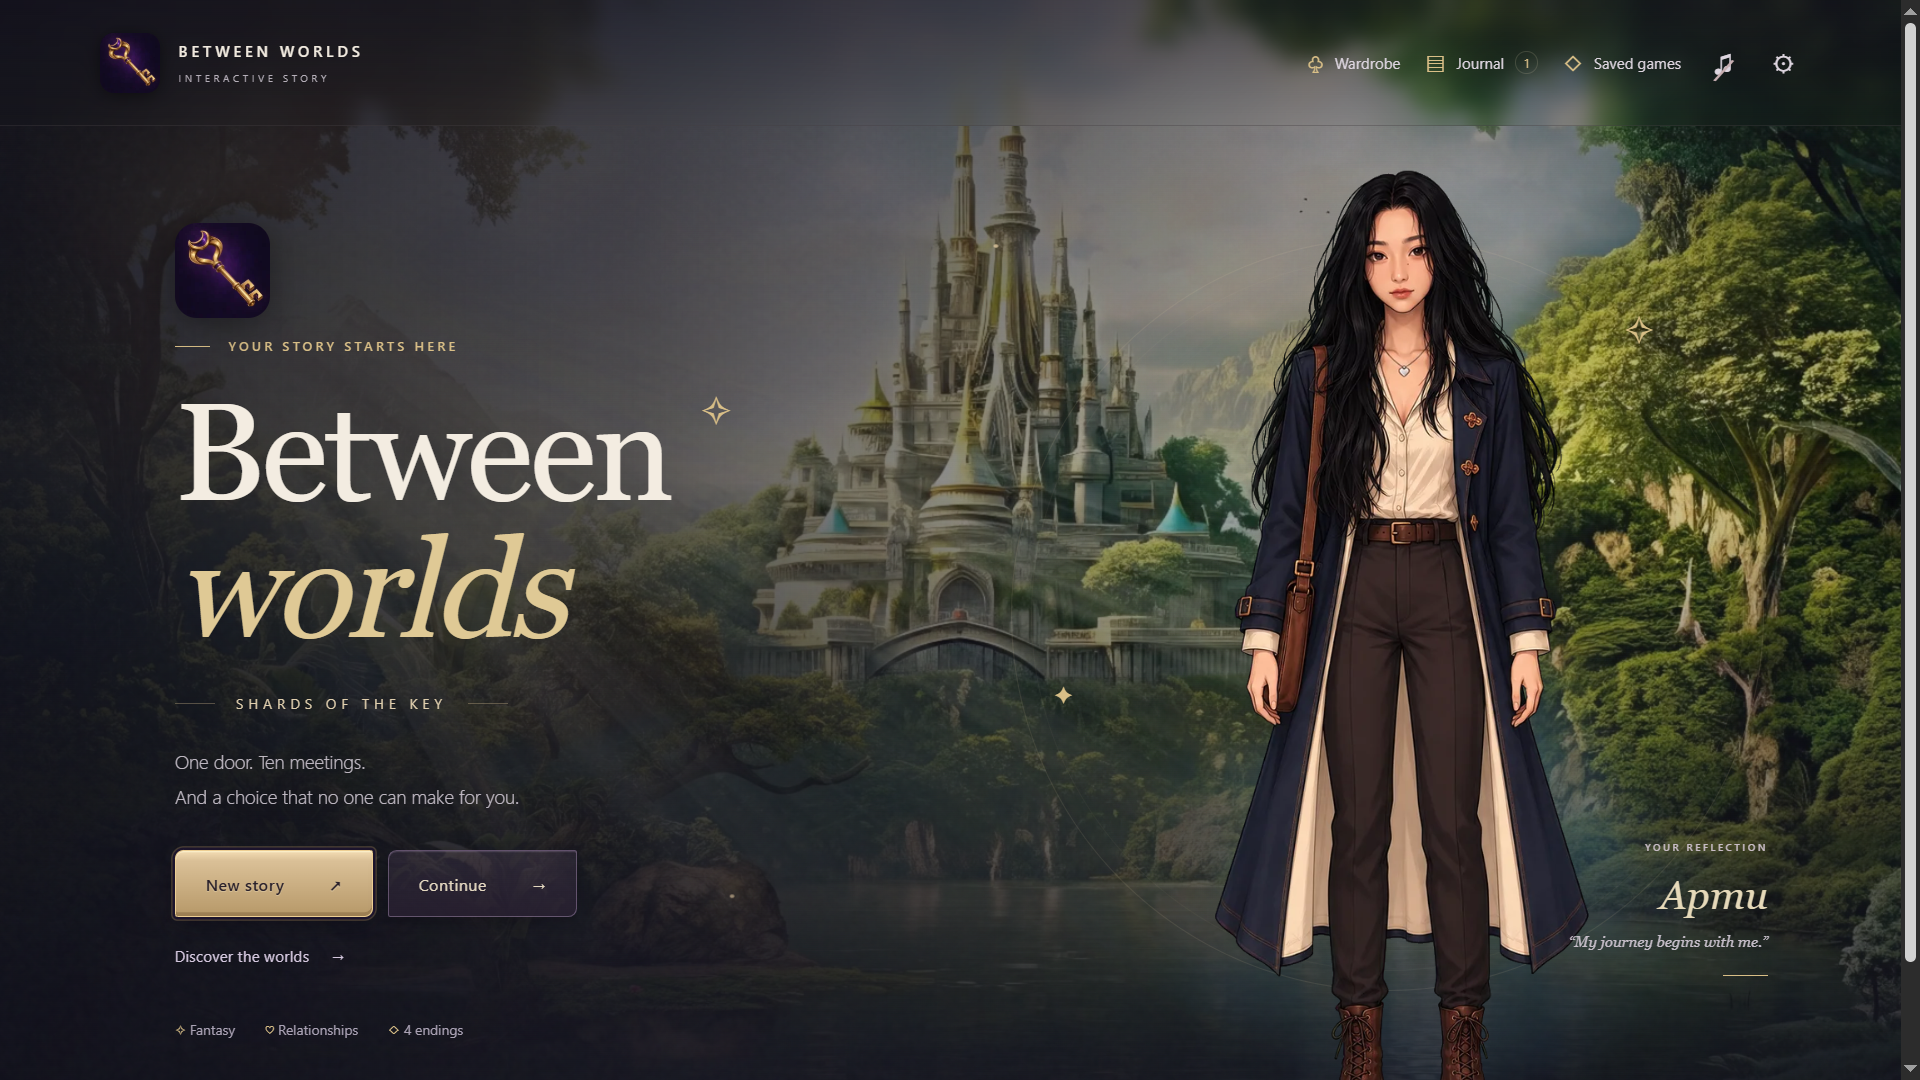 BETWEEN WORLDS
INTERACTIVE STORY
Wardrobe
Journal 1
Saved games
YOUR STORY STARTS HERE
Between
worlds
SHARDS OF THE KEY
One door. Ten meetings.
And a choice that no one can make for you.
New story ↗
Continue →
Discover the worlds →
Fantasy
Relationships
4 endings
YOUR REFLECTION
Apmu
“My journey begins with me.”